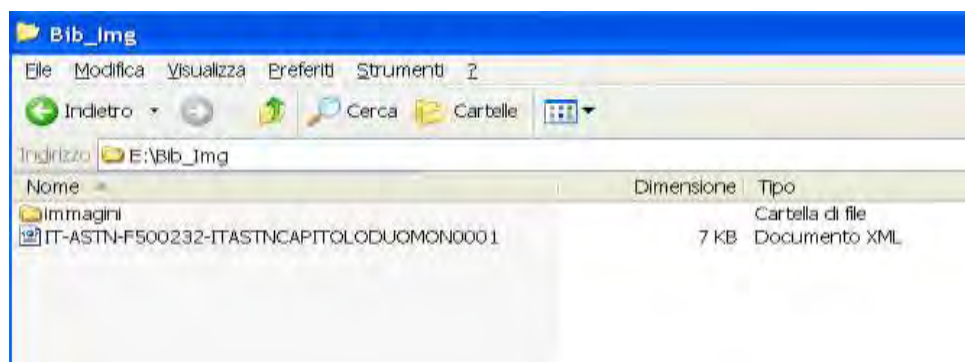 Bib_Img
File Modifica Visualizza Preferiti Strumenti ?
Indietro Cerca Cartelle
Indirizzo E:\Bib_Img
Nome Dimensione Tipo
immagini Cartella di file
IT-ASTN-F500232-ITASTNCAPITOLODUOMON0001 7 KB Documento XML